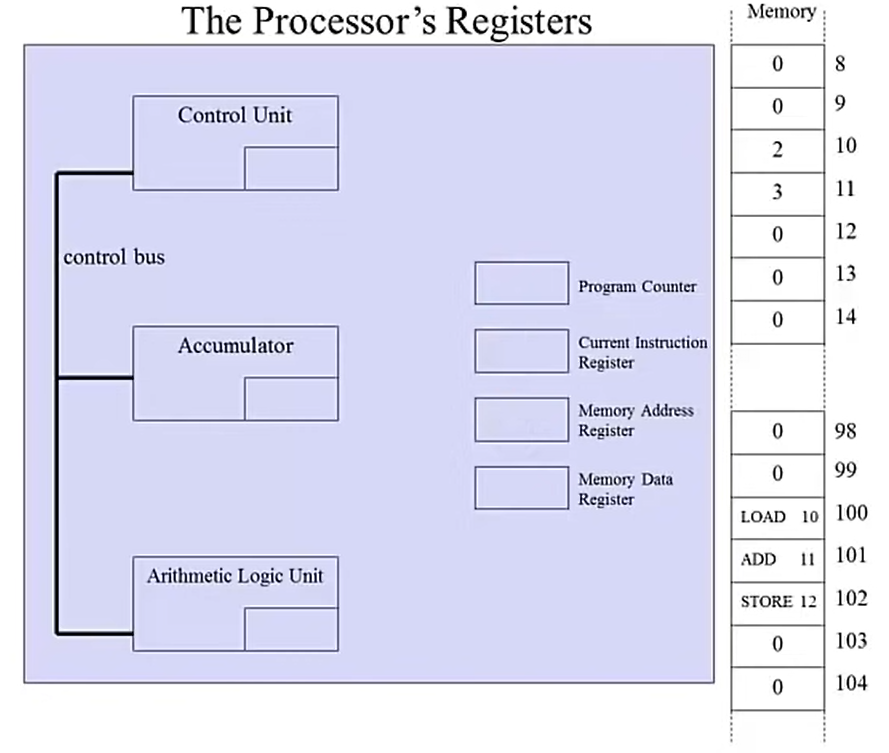 The Processor's Registers
Memory
Control Unit
control bus
Accumulator
Arithmetic Logic Unit
Program Counter
Current Instruction
Register
Memory Address
Register
Memory Data
Register
0 8
0 9
2 10
3 11
0 12
0 13
0 14
0 98
0 99
LOAD 10 100
ADD 11 101
STORE 12 102
0 103
0 104